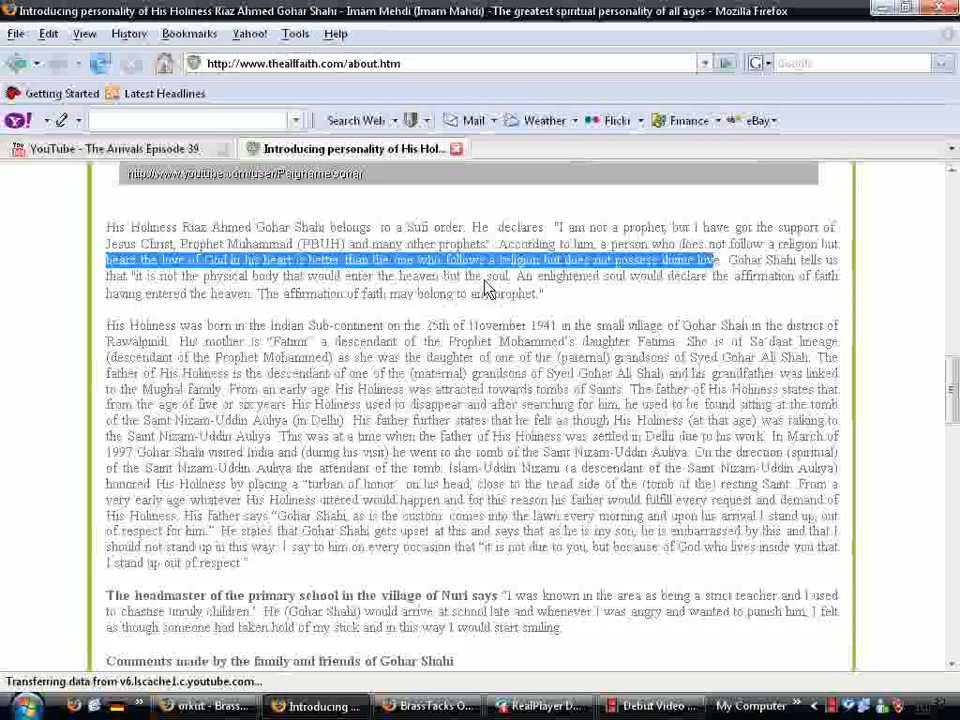 Introducing personality of His Holiness Riaz Ahmed Gohar Shahi - Imam Mehdi (Imam Mahdi) -The greatest spiritual personality of all ages - Mozilla Firefox
File Edit View History Bookmarks Yahoo! Tools Help
http://www.theallfaith.com/about.htm
G Google
Getting Started Latest Headlines
Y! Search Web Mail Weather Flickr Finance eBay
YouTube - The Arrivals Episode 39 Introducing personality of His Hol...
http://www.youtube.com/user/PaighameGohar
His Holiness Riaz Ahmed Gohar Shahi belongs to a Sufi order. He declares "I am not a prophet, but I have got the support of
Jesus Christ, Prophet Muhammad (PBUH) and many other prophets". According to him, a person who does not follow a religion but
bears the love of God in his heart is better than the one who follows a religion but does not possess divine love. Gohar Shahi tells us
that "it is not the physical body that would enter the heaven but the soul. An enlightened soul would declare the affirmation of faith
having entered the heaven. The affirmation of faith may belong to any prophet."
His Holiness was born in the Indian Sub-continent on the 25th of November 1941 in the small village of Gohar Shah in the district of
Rawalpindi. His mother is "Fatimi" a descendant of the Prophet Mohammed's daughter Fatima. She is of Sa'daat lineage
(descendant of the Prophet Mohammed) as she was the daughter of one of the (paternal) grandsons of Syed Gohar Ali Shah. The
father of His Holiness is the descendant of one of the (maternal) grandsons of Syed Gohar Ali Shah and his grandfather was linked
to the Mughal family. From an early age His Holiness was attracted towards tombs of Saints. The father of His Holiness states that
from the age of five or six years His Holiness used to disappear and after searching for him, he used to be found sitting at the tomb
of the Saint Nizam-Uddin Auliya (in Delhi). His father further states that he felt as though His Holiness (at that age) was talking to
the Saint Nizam-Uddin Auliya. This was at a time when the father of His Holiness was settled in Delhi due to his work. In March of
1997 Gohar Shahi visited India and (during his visit) he went to the tomb of the Saint Nizam-Uddin Auliya. On the direction (spiritual)
of the Saint Nizam-Uddin Auliya the attendant of the tomb: Islam-Uddin Nizami (a descendant of the Saint Nizam-Uddin Auliya)
honored His Holiness by placing a "turban of honor" on his head, close to the head side of the (tomb of the) resting Saint. From a
very early age whatever His Holiness uttered would happen and for this reason his father would fulfill every request and demand of
His Holiness. His father says "Gohar Shahi, as is the custom comes into the lawn every morning and upon his arrival I stand up, out
of respect for him." He states that Gohar Shahi gets upset at this and says that as he is my son, he is embarrassed by this and that I
should not stand up in this way. I say to him on every occasion that "it is not due to you, but because of God who lives inside you that
I stand up out of respect."
The headmaster of the primary school in the village of Nuri says "I was known in the area as being a strict teacher and I used
to chastise unruly children." He (Gohar Shahi) would arrive at school late and whenever I was angry and wanted to punish him, I felt
as though someone had taken hold of my stick and in this way I would start smiling.
Comments made by the family and friends of Gohar Shahi
Transferring data from v6.lscache1.c.youtube.com...
orkut - Brass... Introducing ... BrassTacks O... RealPlayer D... Debut Video ... My Computer